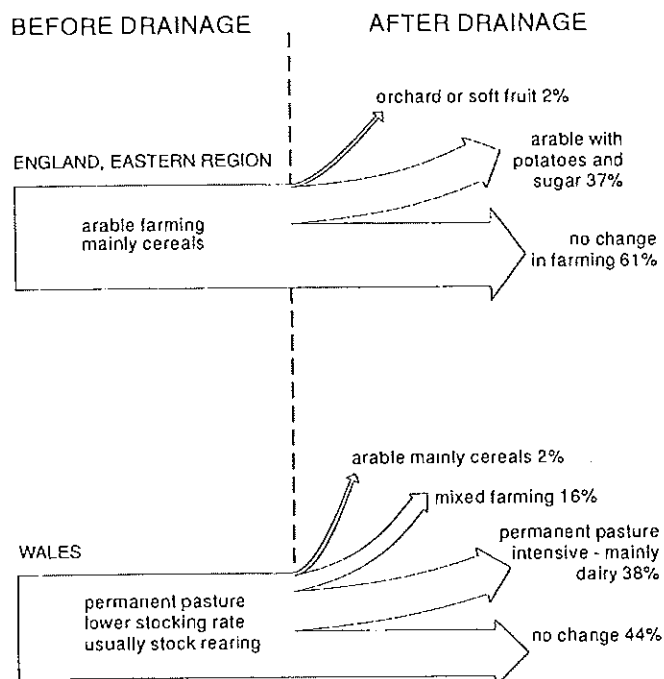 BEFORE DRAINAGE
AFTER DRAINAGE
orchard or soft fruit 2%
ENGLAND, EASTERN REGION
arable with
potatoes and
sugar 37%
arable farming
mainly cereals
no change
in farming 61%
arable mainly cereals 2%
mixed farming 16%
WALES
permanent pasture
intensive - mainly
dairy 38%
permanent pasture
lower stocking rate
usually stock rearing
no change 44%